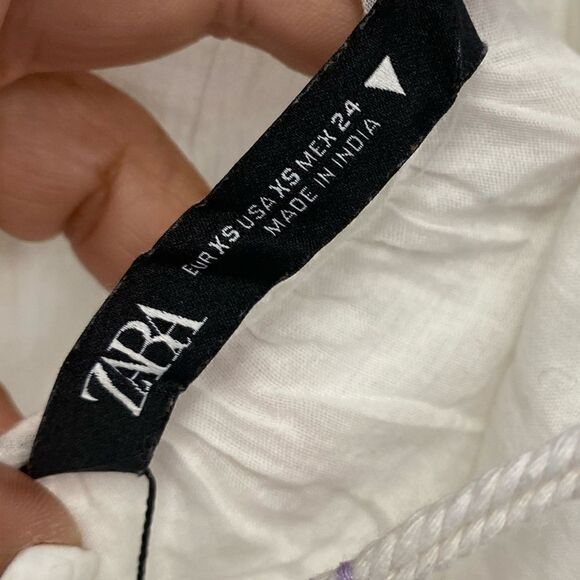 ZARA
EUR XS USA XS MEX 24
MADE IN INDIA